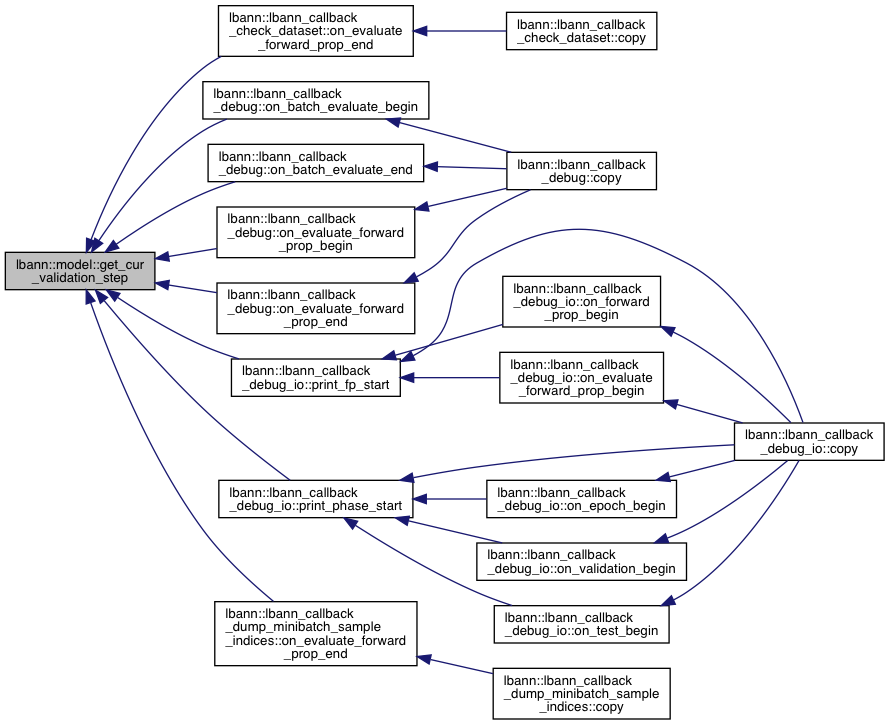 lbann::lbann_callback
_check_dataset::on_evaluate
_forward_prop_end
lbann::lbann_callback
_check_dataset::copy
lbann::lbann_callback
_debug::on_batch_evaluate_begin
lbann::lbann_callback
_debug::on_batch_evaluate_end
lbann::lbann_callback
_debug::copy
lbann::lbann_callback
_debug::on_evaluate_forward
_prop_begin
lbann::model::get_cur
_validation_step
lbann::lbann_callback
_debug::on_evaluate_forward
_prop_end
lbann::lbann_callback
_debug_io::on_forward
_prop_begin
lbann::lbann_callback
_debug_io::print_fp_start
lbann::lbann_callback
_debug_io::on_evaluate
_forward_prop_begin
lbann::lbann_callback
_debug_io::copy
lbann::lbann_callback
_debug_io::print_phase_start
lbann::lbann_callback
_debug_io::on_epoch_begin
lbann::lbann_callback
_debug_io::on_validation_begin
lbann::lbann_callback
_debug_io::on_test_begin
lbann::lbann_callback
_dump_minibatch_sample
_indices::on_evaluate_forward
_prop_end
lbann::lbann_callback
_dump_minibatch_sample
_indices::copy